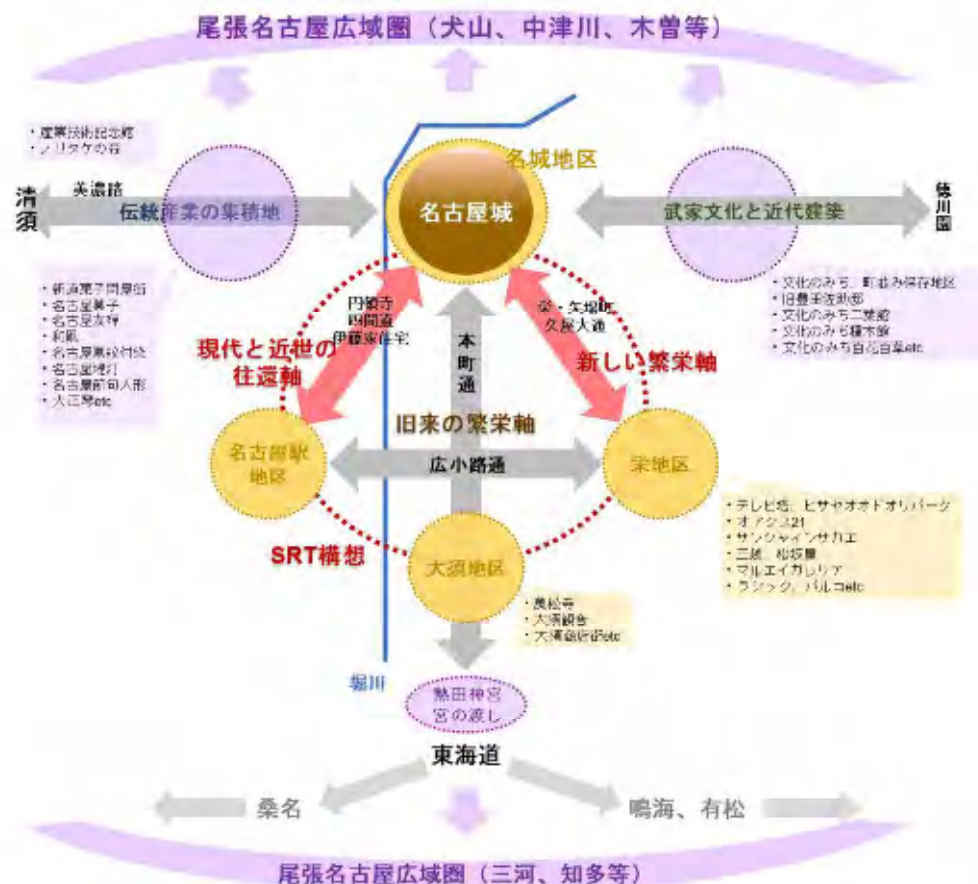 尾張名古屋広域圏（犬山、中津川、木曽等）
・産業技術記念館
・ノリタケの森
名城地区
清須
美濃路
伝統産業の集積地
名古屋城
武家文化と近代建築
徳川園
・新道菓子問屋街
・名古屋扇子
・名古屋友禅
・和凧
・名古屋黒紋付染
・名古屋提灯
・名古屋節句人形
・大正琴etc
円頓寺
四間道
伊藤家住宅
本町通
栄・矢場町
久屋大通
・文化のみち、町並み保存地区
・旧豊田佐助邸
・文化のみち二葉館
・文化のみち橦木館
・文化のみち百花百草etc
現代と近世の
往還軸
新しい繁栄軸
旧来の繁栄軸
名古屋駅
地区
広小路通
栄地区
・テレビ塔、ヒサヤオオドオリパーク
・オアシス21
・サンシャインサカエ
・三越、松坂屋
・マルエイガレリア
・ラシック、パルコetc
SRT構想
大須地区
・萬松寺
・大須観音
・大須商店街etc
堀川
熱田神宮
宮の渡し
東海道
桑名
鳴海、有松
尾張名古屋広域圏（三河、知多等）